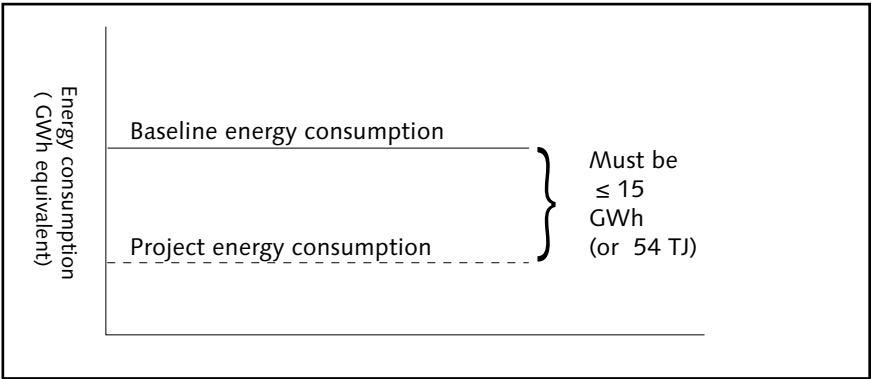 Energy consumption
( GWh equivalent)
Baseline energy consumption
Project energy consumption
Must be
≤ 15
GWh
(or 54 TJ)